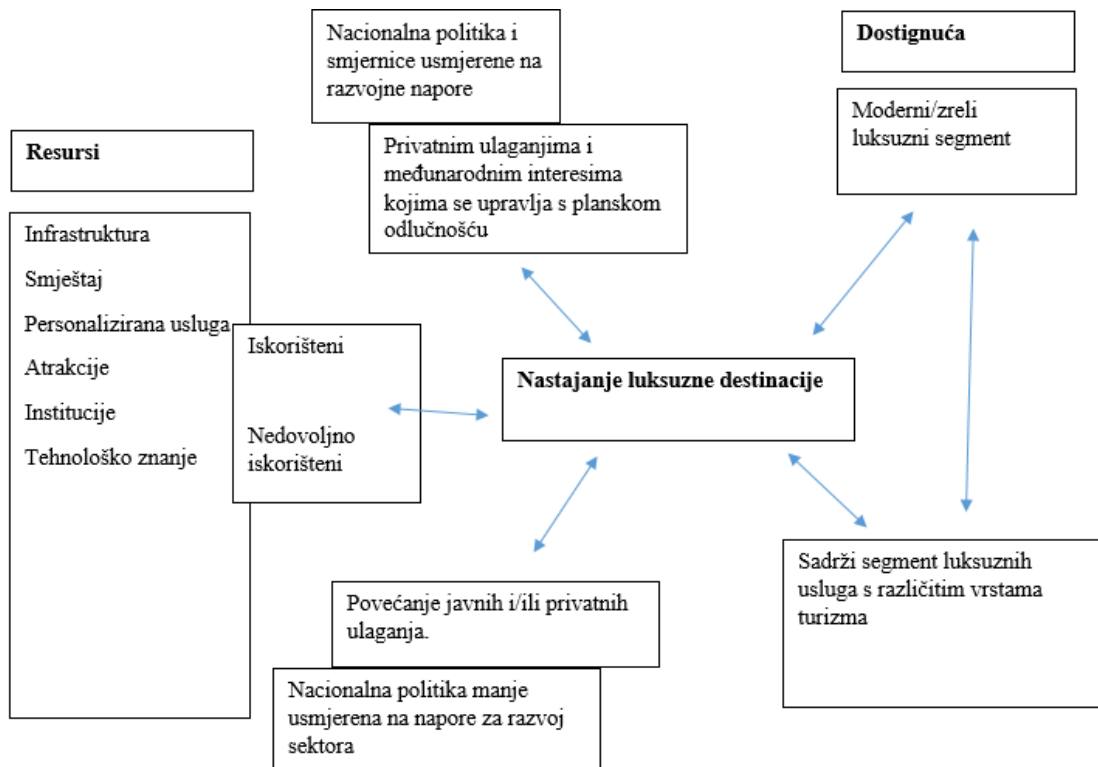 Nacionalna politika i
smjernice usmjerene na
razvojne napore
Privatnim ulaganjima i
međunarodnim interesima
kojima se upravlja s planskom
odlučnošću
Dostignuća
Moderni/zreli
luksuzni segment
Resursi
Infrastruktura
Smještaj
Personalizirana usluga
Atrakcije
Institucije
Tehnološko znanje
Iskorišteni
Nedovoljno
iskorišteni
Nastajanje luksuzne destinacije
Povećanje javnih i/ili privatnih
ulaganja.
Nacionalna politika manje
usmjerena na napore za razvoj
sektora
Sadrži segment luksuznih
usluga s različitim vrstama
turizma